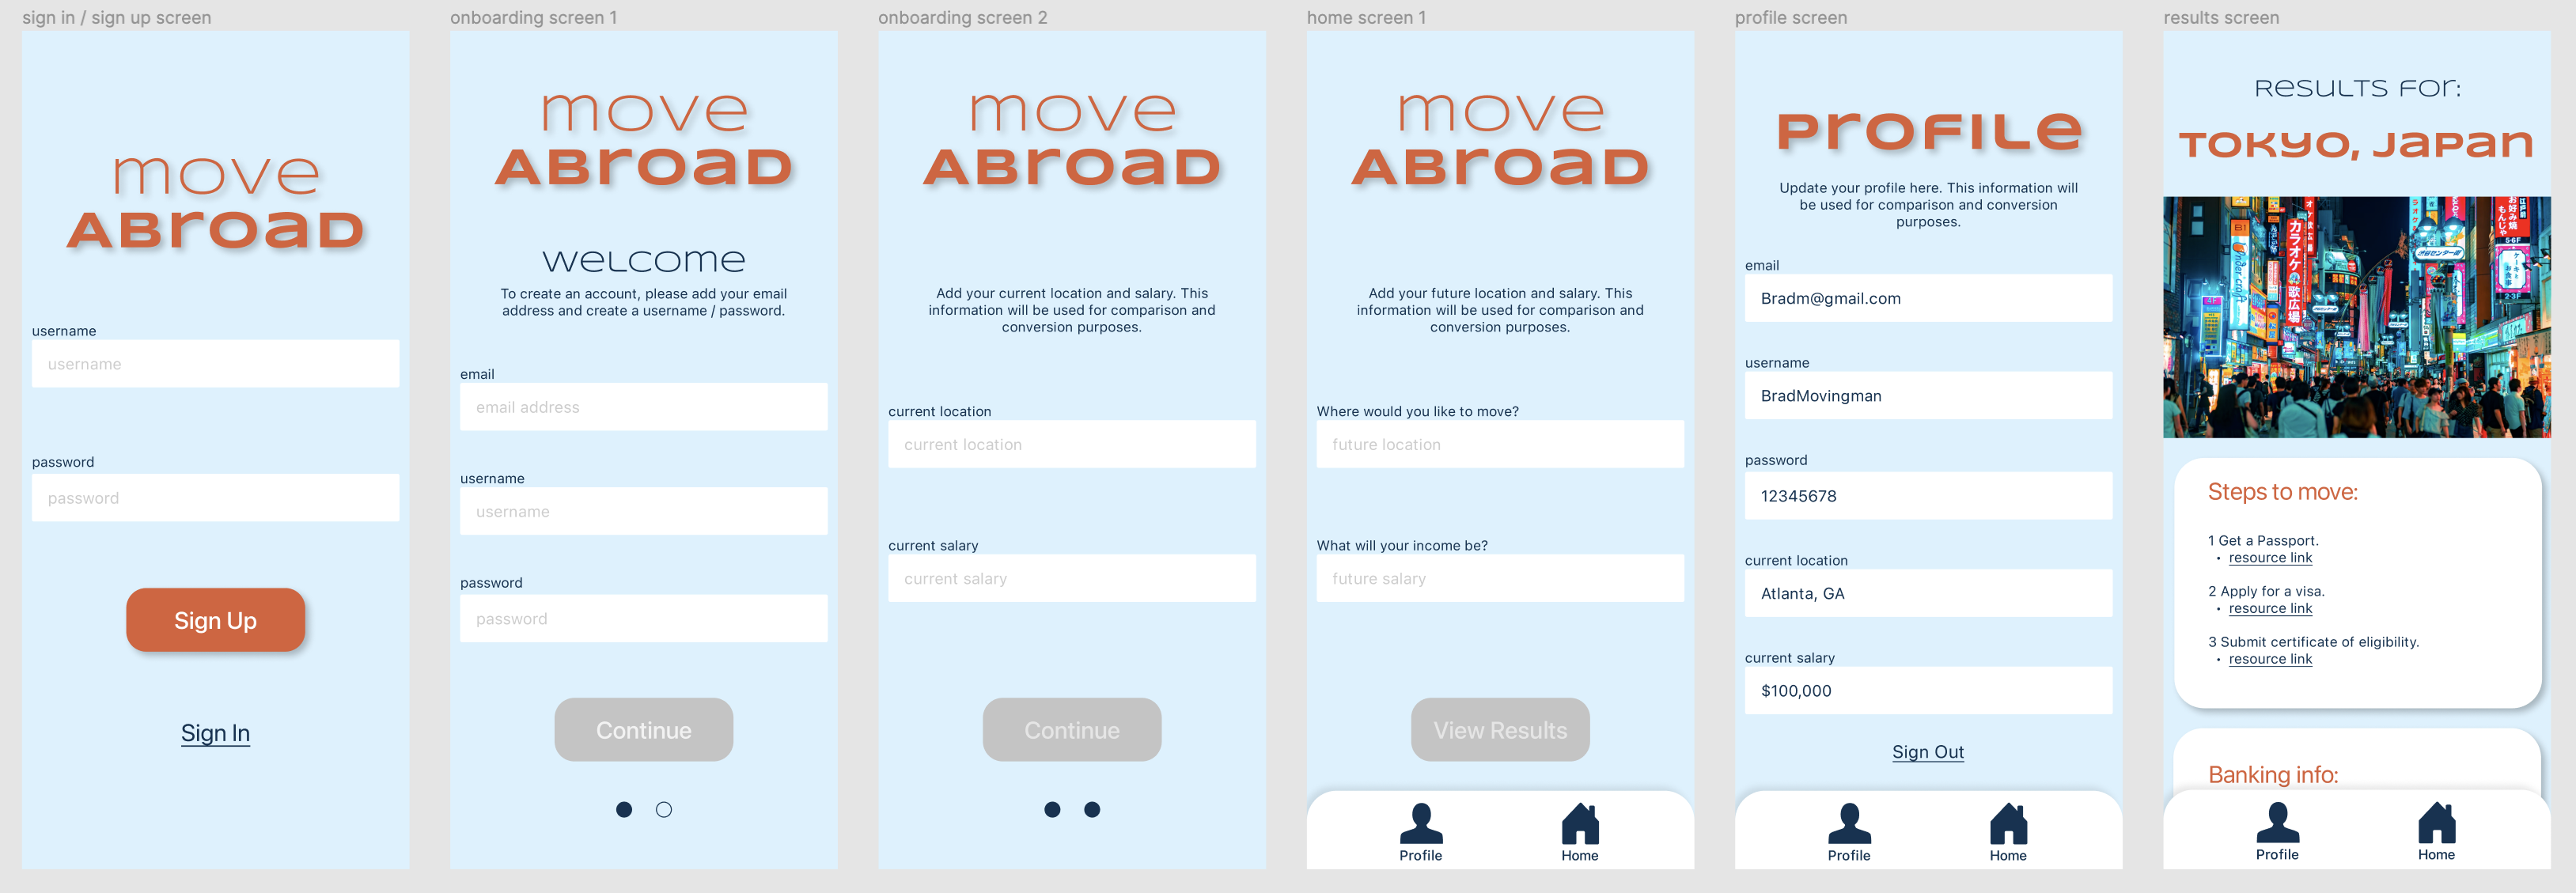 sign in / sign up screen
move
ABroaD
username
username
password
password
Sign Up
Sign In
onboarding screen 1
move
ABroaD
welcome
To create an account, please add your email
address and create a username / password.
email
email address
username
username
password
password
Continue
onboarding screen 2
move
ABroaD
Add your current location and salary. This
information will be used for comparison and
conversion purposes.
current location
current location
current salary
current salary
Continue
home screen 1
move
ABroaD
Add your future location and salary. This
information will be used for comparison and
conversion purposes.
Where would you like to move?
future location
What will your income be?
future salary
View Results
Profile
Home
profile screen
Profile
Update your profile here. This information will
be used for comparison and conversion
purposes.
email
Bradm@gmail.com
username
BradMovingman
password
12345678
current location
Atlanta, GA
current salary
$100,000
Sign Out
Profile
Home
results screen
Results for:
Tokyo, Japan
カラオケの歌広場
Steps to move:
1 Get a Passport.
• resource link
2 Apply for a visa.
• resource link
3 Submit certificate of eligibility.
• resource link
Banking info:
Profile
Home